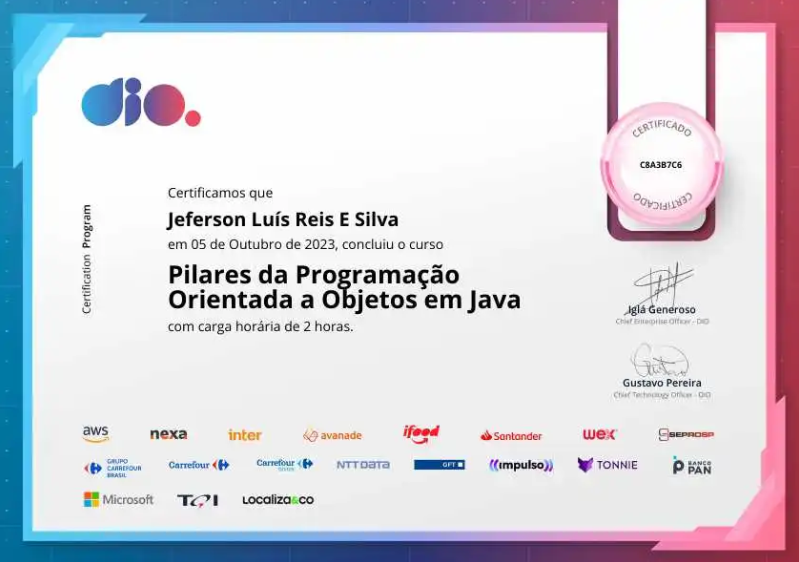 dio.
CERTIFICADO
C8A3B7C6
CERTIFICADO
Certification Program
Certificamos que
Jeferson Luís Reis E Silva
em 05 de Outubro de 2023, concluiu o curso
Pilares da Programação
Orientada a Objetos em Java
com carga horária de 2 horas.
Iglá Generoso
Chief Enterprise Officer - DIO
Gustavo Pereira
Chief Technology Officer - DIO
aws nexa inter avanade ifood Santander wex SEPROSP
GRUPO
CARREFOUR
BRASIL
Carrefour Carrefour NTT DATA GFT ((impulso)) TONNIE BANCO
PAN
Microsoft TQI Localiza&co